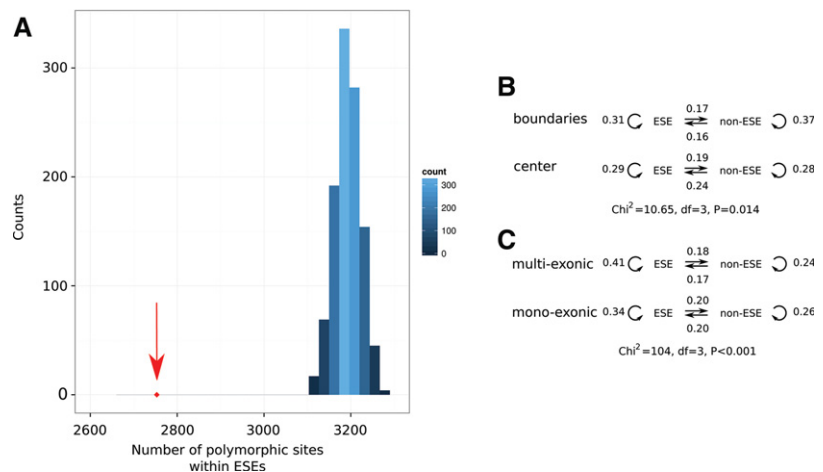 A
300
200
100
0
Counts
2600
2800
3000
3200
Number of polymorphic sites
within ESEs
count
300
200
100
0
B
0.17
boundaries 0.31 ESE non-ESE 0.37
0.16
0.19
center 0.29 ESE non-ESE 0.28
0.24
Chi²=10.65, df=3, P=0.014
C
0.18
multi-exonic 0.41 ESE non-ESE 0.24
0.17
0.20
mono-exonic 0.34 ESE non-ESE 0.26
0.20
Chi²=104, df=3, P<0.001